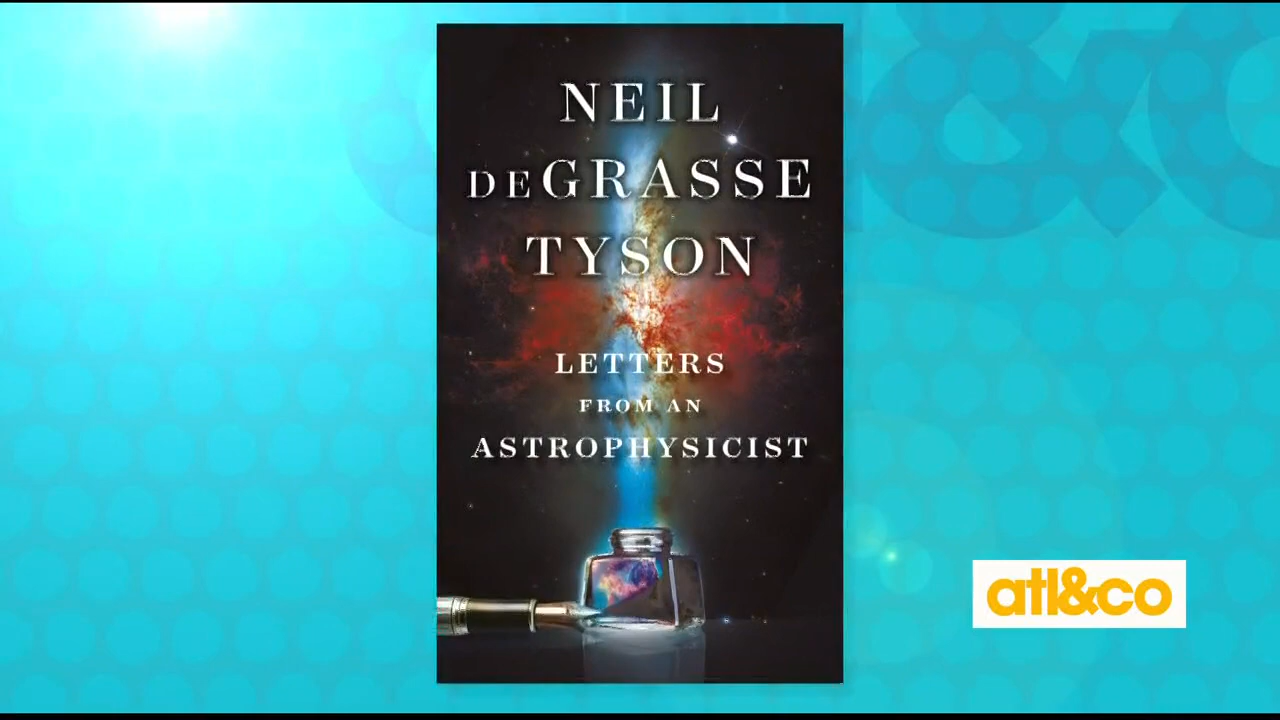 NEIL
DEGRASSE
TYSON
LETTERS
FROM AN
ASTROPHYSICIST
atl&co